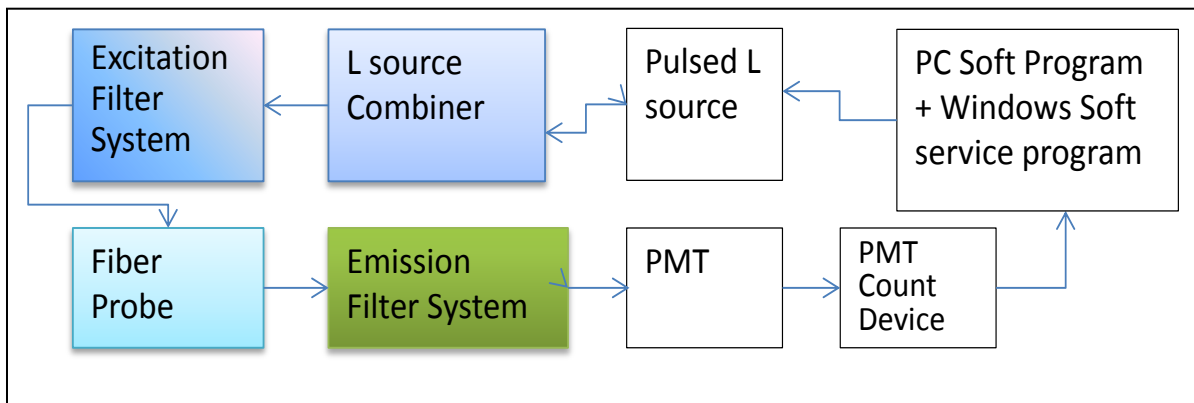 Excitation
Filter
System
L source
Combiner
Pulsed L
source
PC Soft Program
+ Windows Soft
service program
Fiber
Probe
Emission
Filter System
PMT
PMT
Count
Device